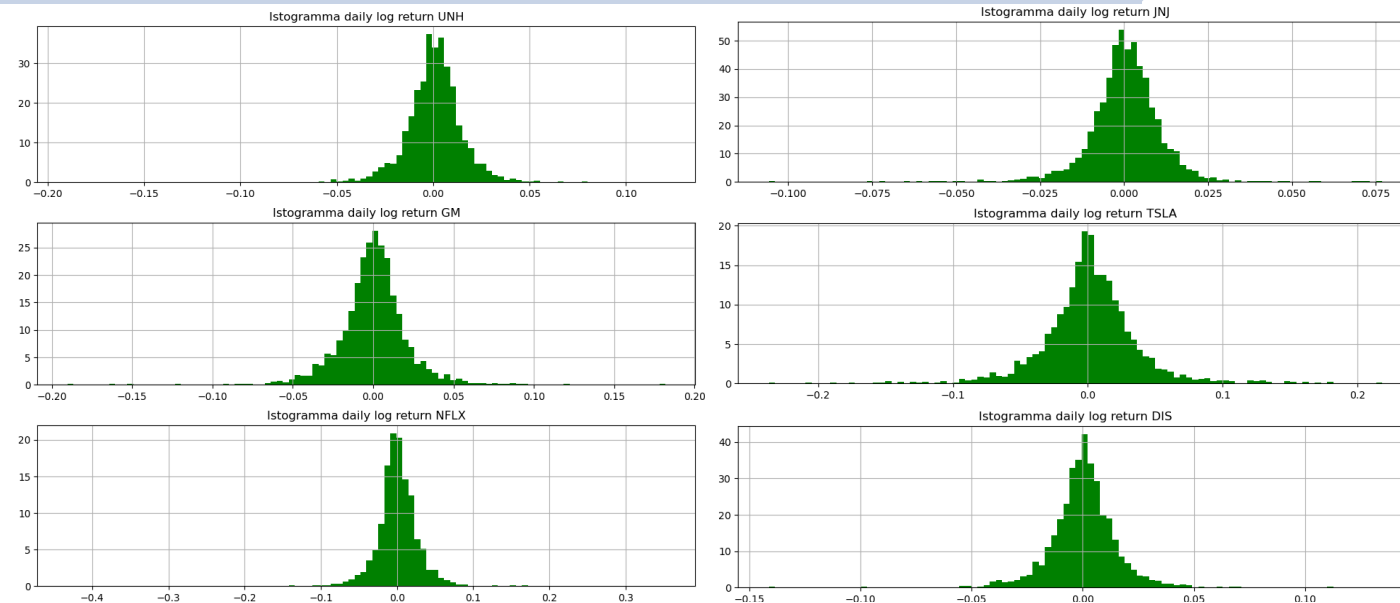 Istogramma daily log return UNH
30
20
10
0
−0.20 −0.15 −0.10 −0.05 0.00 0.05 0.10
Istogramma daily log return JNJ
50
40
30
20
10
0
−0.100 −0.075 −0.050 −0.025 0.000 0.025 0.050 0.075
Istogramma daily log return GM
25
20
15
10
5
0
−0.20 −0.15 −0.10 −0.05 0.00 0.05 0.10 0.15 0.20
Istogramma daily log return TSLA
20
15
10
5
0
−0.2 −0.1 0.0 0.1 0.2
Istogramma daily log return NFLX
20
15
10
5
0
−0.4 −0.3 −0.2 −0.1 0.0 0.1 0.2 0.3
Istogramma daily log return DIS
40
30
20
10
0
−0.15 −0.10 −0.05 0.00 0.05 0.10